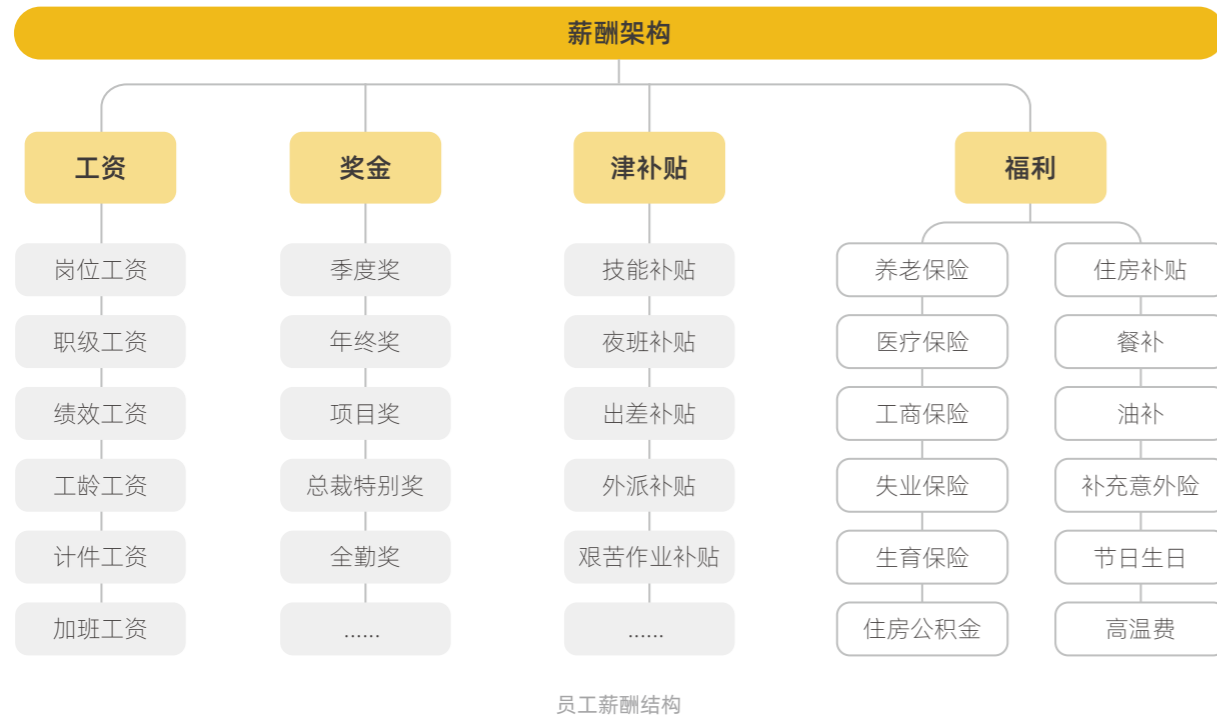 薪酬架构
工资
奖金
津补贴
福利
岗位工资
季度奖
技能补贴
养老保险
住房补贴
职级工资
年终奖
夜班补贴
医疗保险
餐补
绩效工资
项目奖
出差补贴
工商保险
油补
工龄工资
总裁特别奖
外派补贴
失业保险
补充意外险
计件工资
全勤奖
艰苦作业补贴
生育保险
节日生日
加班工资
......
......
住房公积金
高温费
员工薪酬结构